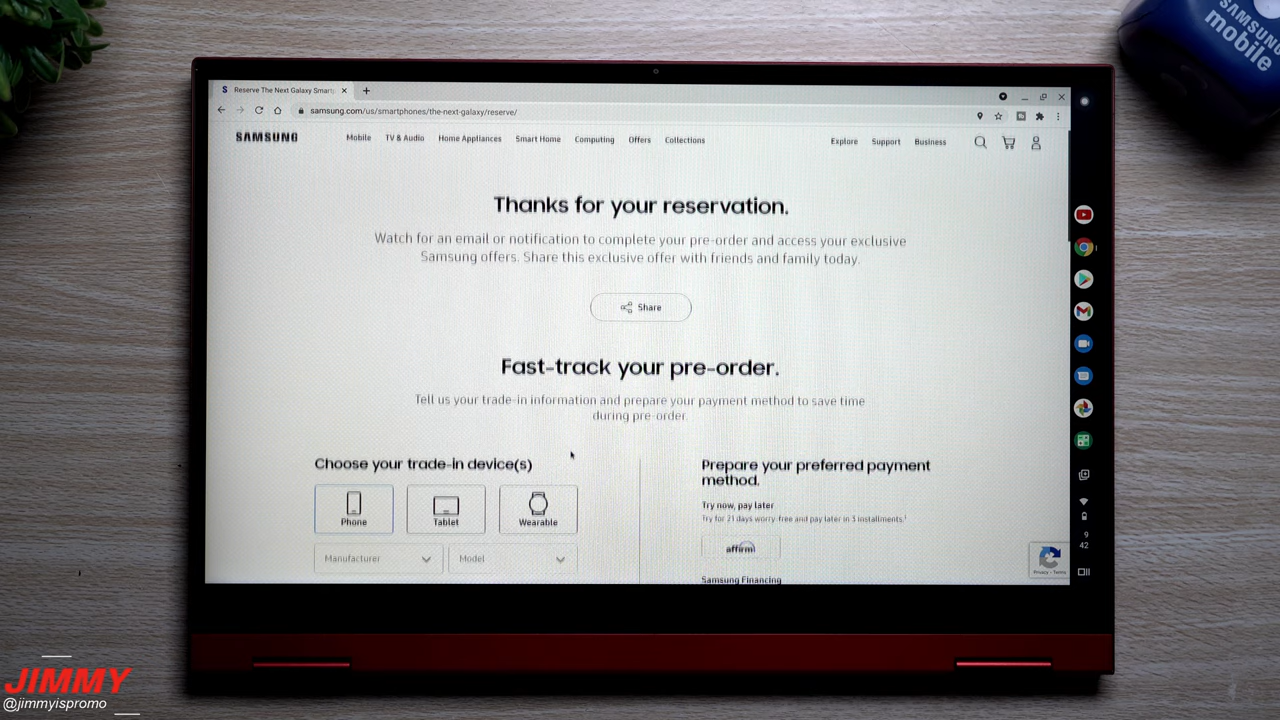 SAMSUNG
mobile
Reserve The Next Galaxy Smart
samsung.com/us/smartphones/the-next-galaxy/reserve/
SAMSUNG Mobile TV & Audio Home Appliances Smart Home Computing Offers Collections Explore Support Business
Thanks for your reservation.
Watch for an email or notification to complete your pre-order and access your exclusive
Samsung offers. Share this exclusive offer with friends and family today.
Share
Fast-track your pre-order.
Tell us your trade-in information and prepare your payment method to save time
during pre-order.
Choose your trade-in device(s)
Phone Tablet Wearable
Manufacturer Model
Prepare your preferred payment
method.
Try now, pay later
Try for 21 days worry-free and pay later in 3 installments.¹
affirm
Samsung Financing
Privacy - Terms
9
42
JIMMY
@jimmyispromo